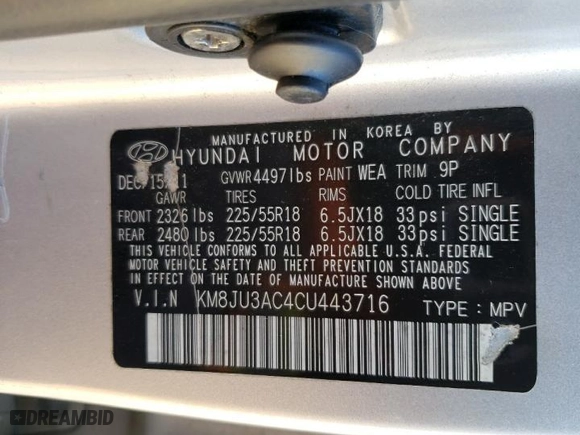 MANUFACTURED IN KOREA BY
HYUNDAI MOTOR COMPANY
GVWR 4497lbs PAINT WEA TRIM 9P
GAWR TIRES RIMS COLD TIRE INFL
FRONT 2326 lbs 225/55R18 6.5JX18 33psi SINGLE
REAR 2480 lbs 225/55R18 6.5JX18 33psi SINGLE
THIS VEHICLE CONFORMS TO ALL APPLICABLE U.S.A. FEDERAL
MOTOR VEHICLE SAFETY, BUMPER, AND THEFT PREVENTION STANDARDS
IN EFFECT ON THE DATE OF MANUFACTURE SHOWN ABOVE
V.I.N KM8JU3AC4CU443716 TYPE: MPV
DREAMBID